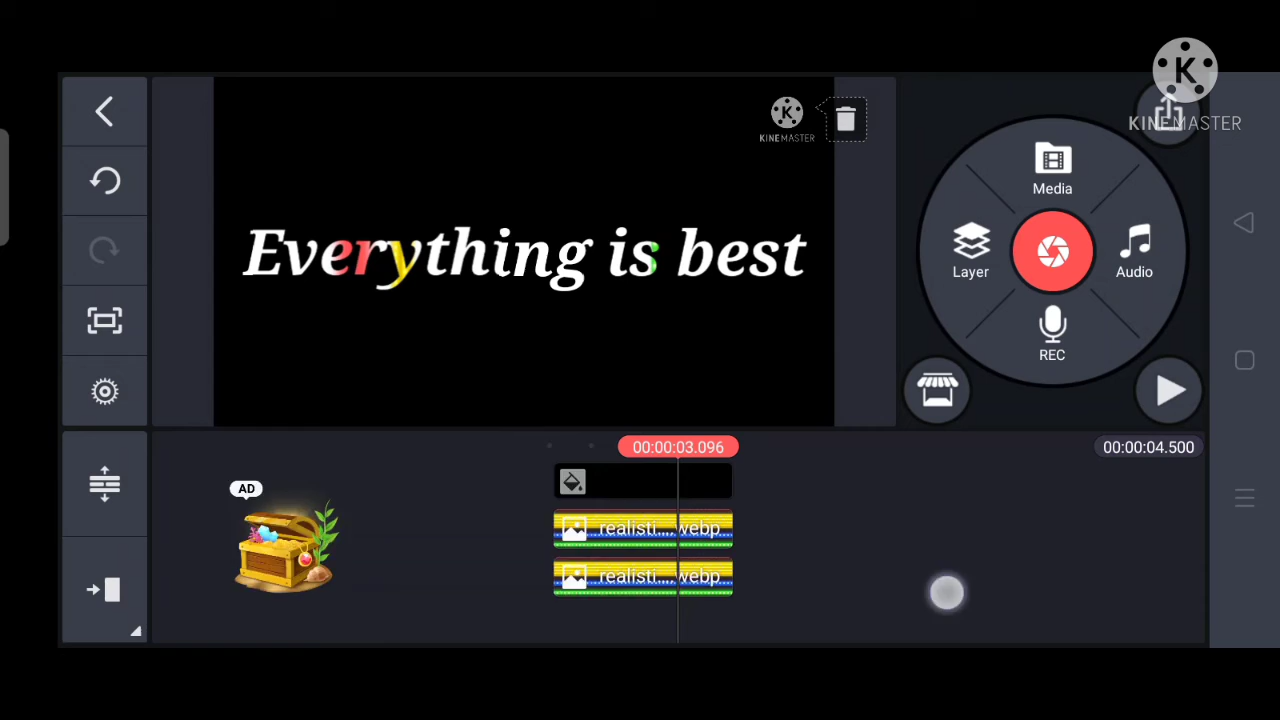 KINEMASTER
KINEMASTER
Everything is best
Media
Layer
Audio
REC
00:00:03.096
00:00:04.500
AD
realisti...,webp...
realisti...,webp...